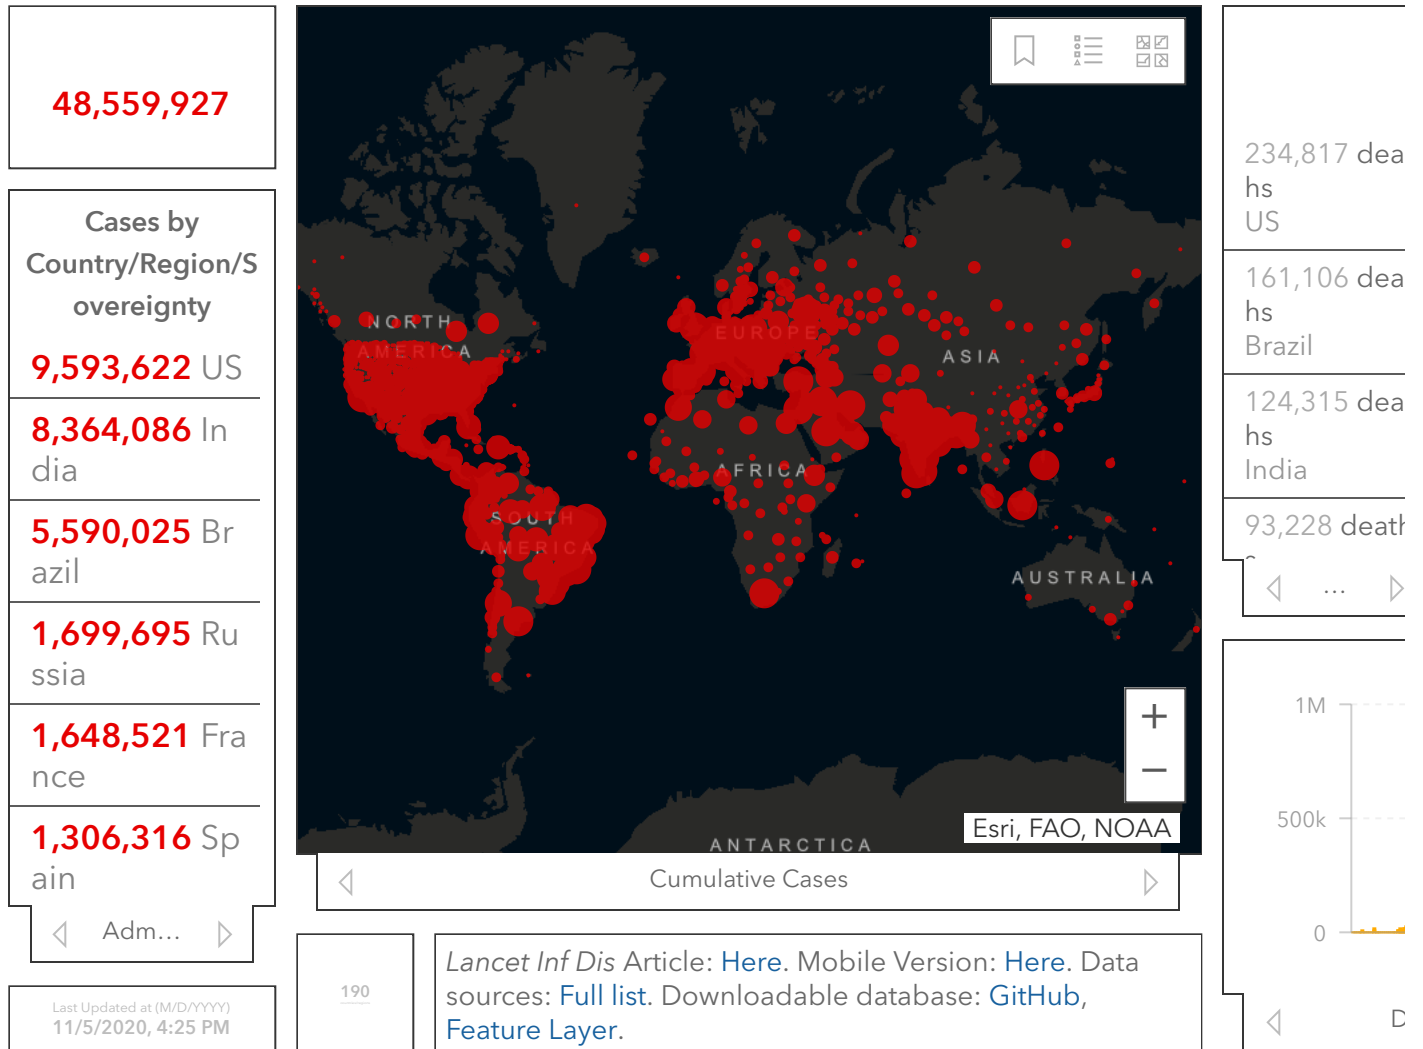 48,559,927
Cases by
Country/Region/S
overeignty
9,593,622 US
8,364,086 In
dia
5,590,025 Br
azil
1,699,695 Ru
ssia
1,648,521 Fra
nce
1,306,316 Sp
ain
Adm...
Last Updated at (M/D/YYYY)
11/5/2020, 4:25 PM
NORTH
AMERICA
SOUTH
AMERICA
EUROPE
AFRICA
ASIA
AUSTRALIA
ANTARCTICA
Esri, FAO, NOAA
Cumulative Cases
190
Lancet Inf Dis Article: Here. Mobile Version: Here. Data
sources: Full list. Downloadable database: GitHub,
Feature Layer.
234,817 dea
hs
US
161,106 dea
hs
Brazil
124,315 dea
hs
India
93,228 death
...
1M
500k
0
D